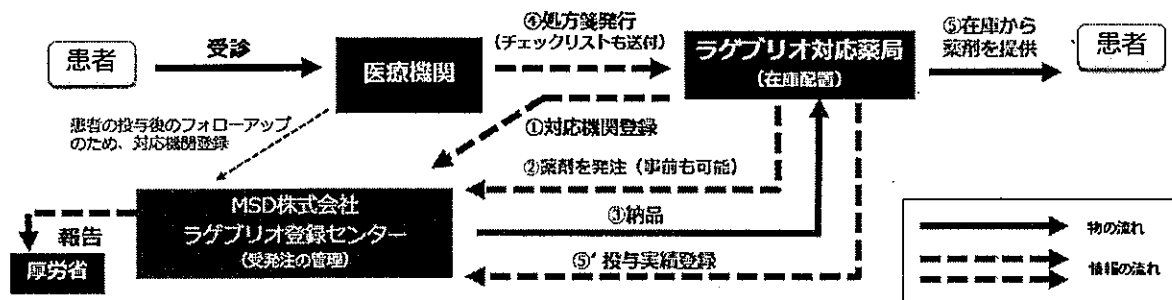 患者
受診
医療機関
④処方箋発行
(チェックリストも送付)
ラゲブリオ対応薬局
(在庫配置)
⑤在庫から
薬剤を提供
患者
患者の投与後のフォローアップ
のため、対応機関登録
①対応機関登録
②薬剤を発注（事前も可能）
MSD株式会社
ラゲブリオ登録センター
(受発注の管理)
③納品
⑤’投与実績登録
報告
厚労省
物の流れ
情報の流れ